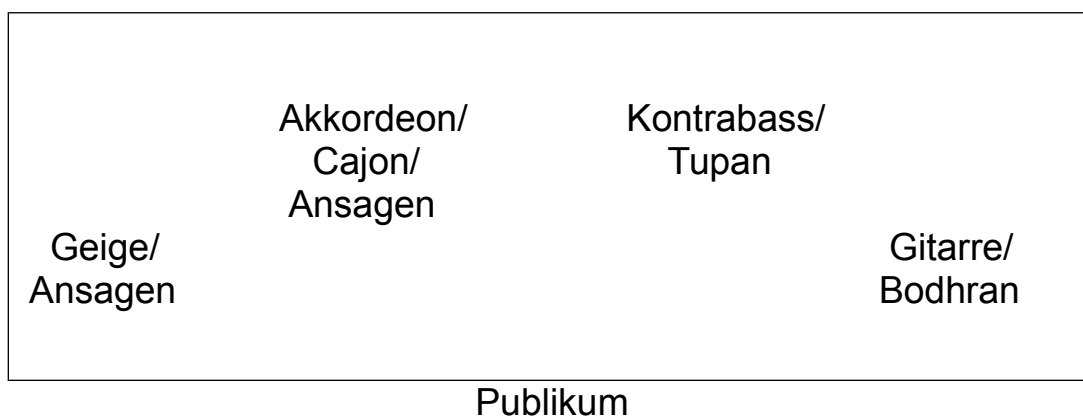 Akkordeon/
Cajon/
Ansagen
Kontrabass/
Tupan
Geige/
Ansagen
Gitarre/
Bodhran
Publikum